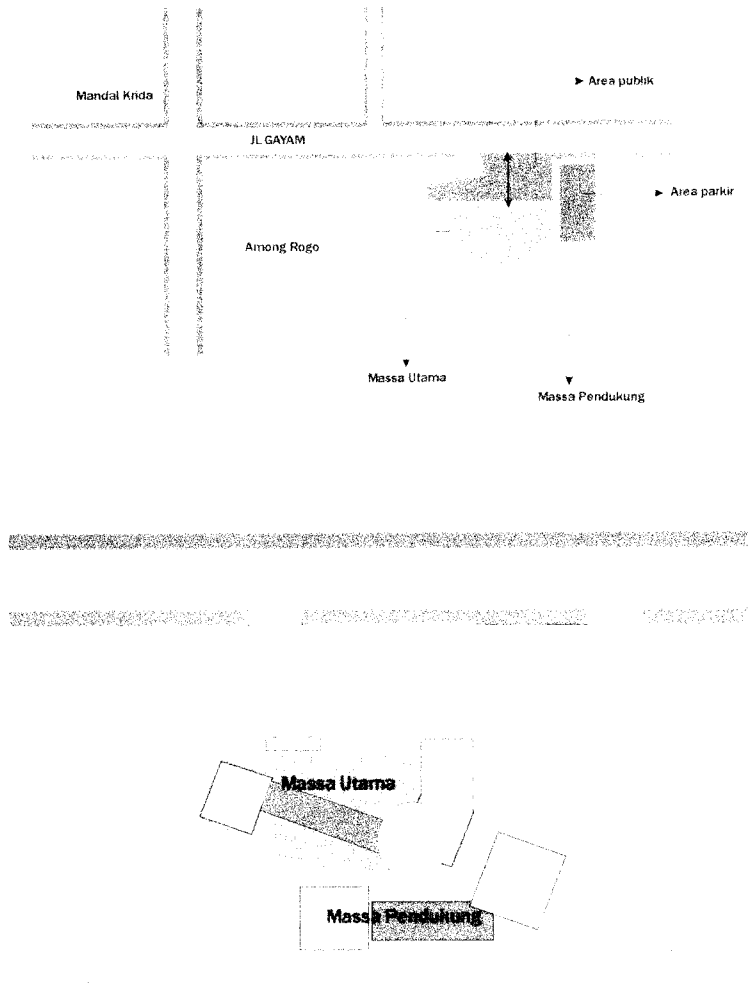 Area publik
Mandal Krida
JL GAYAM
Area parkir
Among Rogo
Massa Utama
Massa Pendukung
Massa Utama
Massa Pendukung